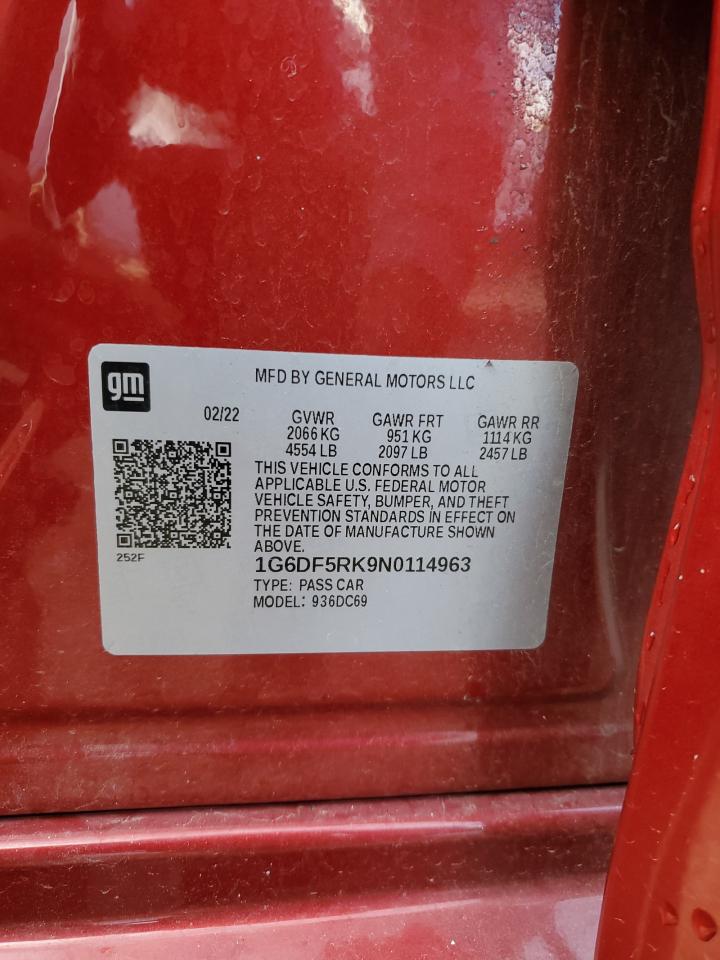 gm
MFD BY GENERAL MOTORS LLC
02/22 GVWR GAWR FRT GAWR RR
2066 KG 951 KG 1114 KG
4554 LB 2097 LB 2457 LB
THIS VEHICLE CONFORMS TO ALL
APPLICABLE U.S. FEDERAL MOTOR
VEHICLE SAFETY, BUMPER, AND THEFT
PREVENTION STANDARDS IN EFFECT ON
THE DATE OF MANUFACTURE SHOWN
ABOVE.
252F
1G6DF5RK9N0114963
TYPE: PASS CAR
MODEL: 936DC69